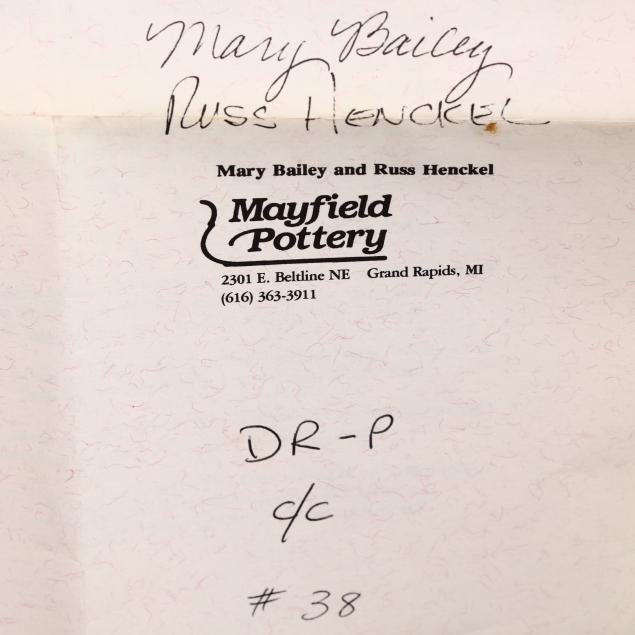 Mary Bailey
RUSS HENCKEL
Mary Bailey and Russ Henckel
Mayfield
Pottery
2301 E. Beltline NE Grand Rapids, MI
(616) 363-3911
DR-P
c/c
# 38